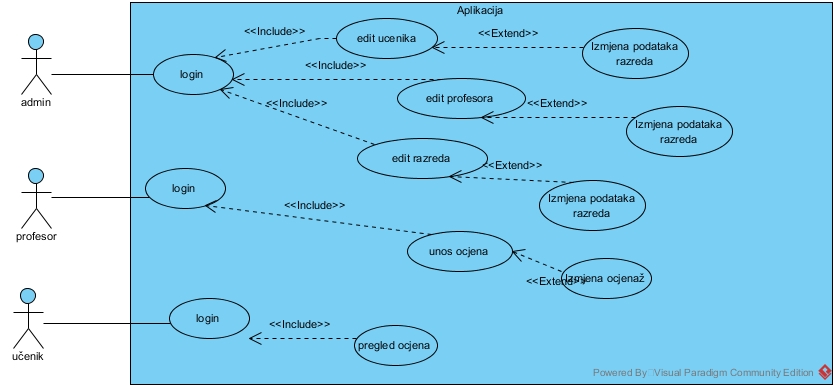 Aplikacija
<<Include>>
edit ucenika
<<Extend>>
Izmjena podataka
razreda
login
<<Include>>
admin
edit profesora
<<Include>>
<<Extend>>
Izmjena podataka
razreda
edit razreda
<<Extend>>
login
Izmjena podataka
razreda
<<Include>>
profesor
unos ocjena
Izmjena ocjenaž
<<Extend>>
login
<<Include>>
učenik
pregled ocjena
Powered By Visual Paradigm Community Edition